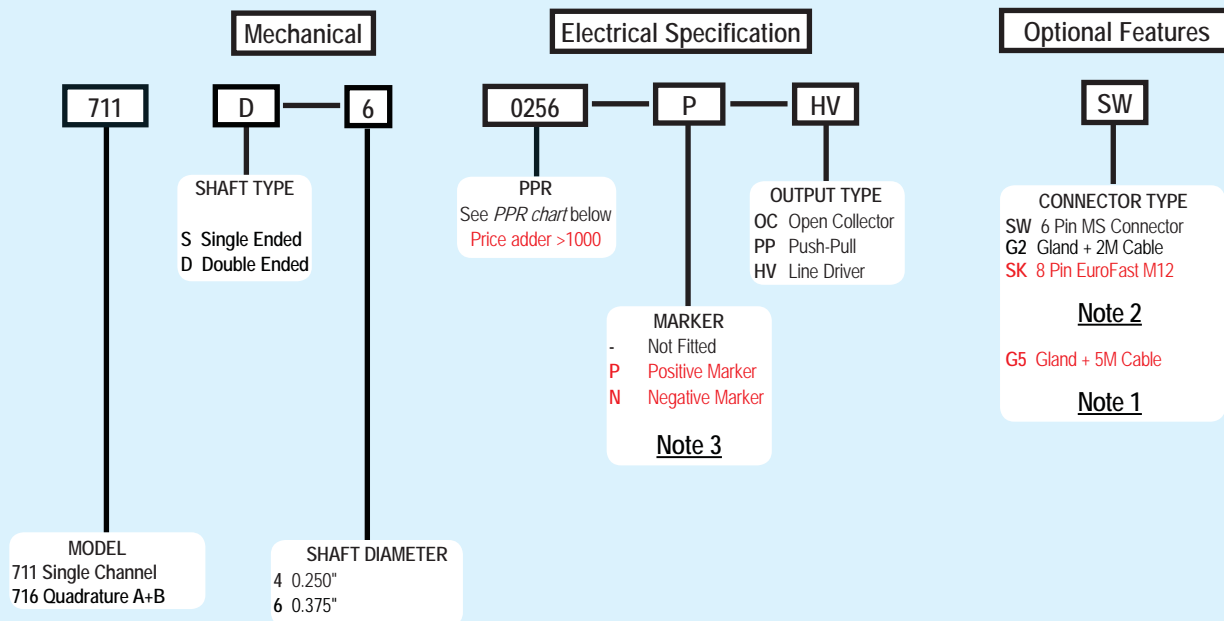 Mechanical
Electrical Specification
Optional Features
711
D
6
0256
P
HV
SW
SHAFT TYPE
S Single Ended
D Double Ended
PPR
See PPR chart below
Price adder >1000
OUTPUT TYPE
OC Open Collector
PP Push-Pull
HV Line Driver
CONNECTOR TYPE
SW 6 Pin MS Connector
G2 Gland + 2M Cable
SK 8 Pin EuroFast M12
Note 2
G5 Gland + 5M Cable
Note 1
MARKER
- Not Fitted
P Positive Marker
N Negative Marker
Note 3
MODEL
711 Single Channel
716 Quadrature A+B
SHAFT DIAMETER
4 0.250"
6 0.375"